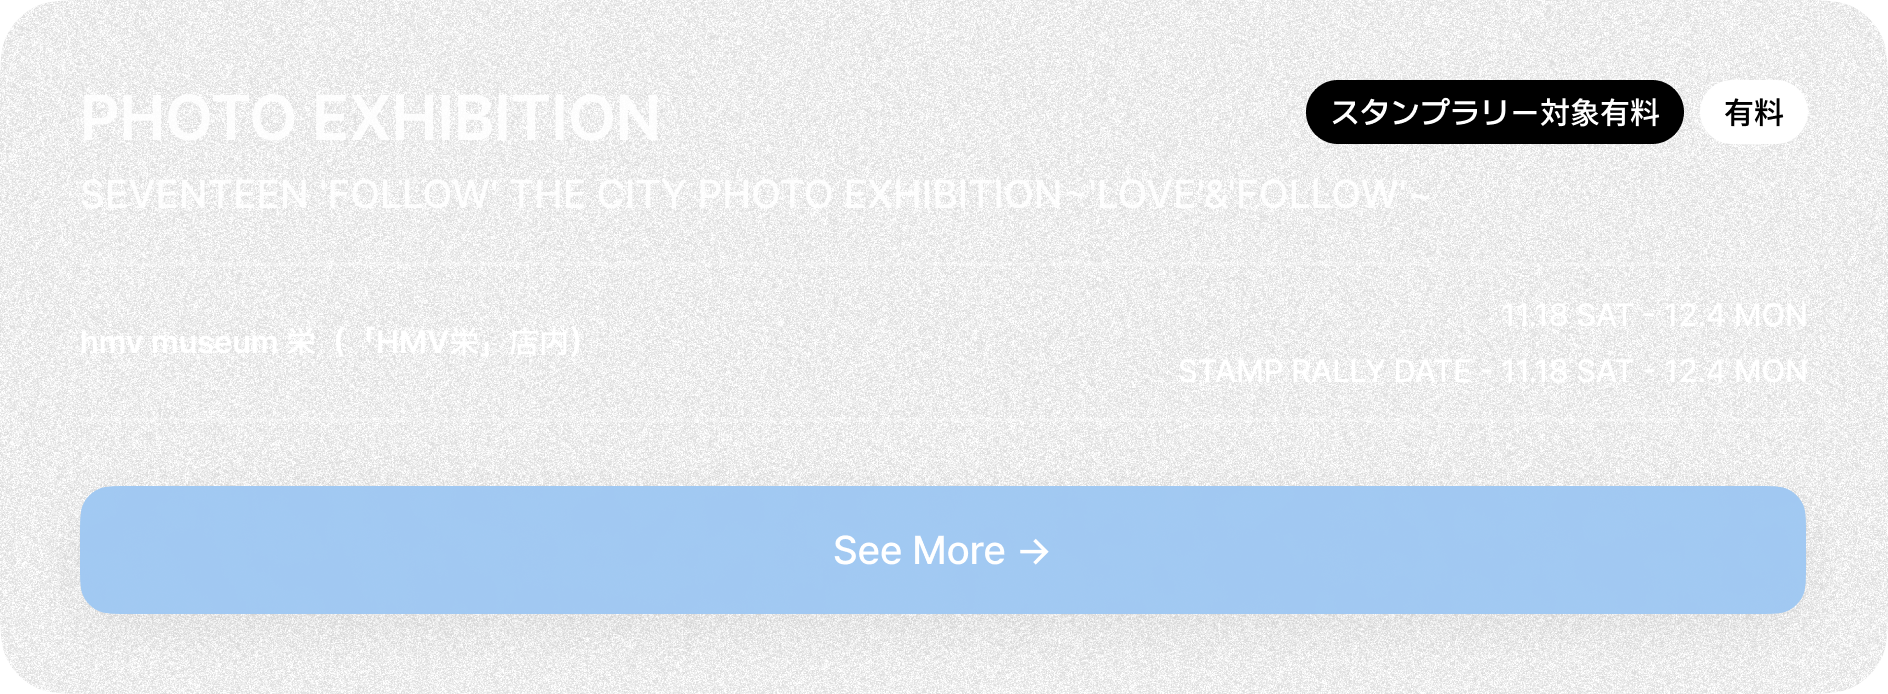 PHOTO EXHIBITION
スタンプラリー対象有料
有料
SEVENTEEN 'FOLLOW' THE CITY PHOTO EXHIBITION~'LOVE'&'FOLLOW'~
hmv museum 栄（「HMV栄」店内)
11.18 SAT - 12.4 MON
STAMP RALLY DATE - 11.18 SAT - 12.4 MON
See More →